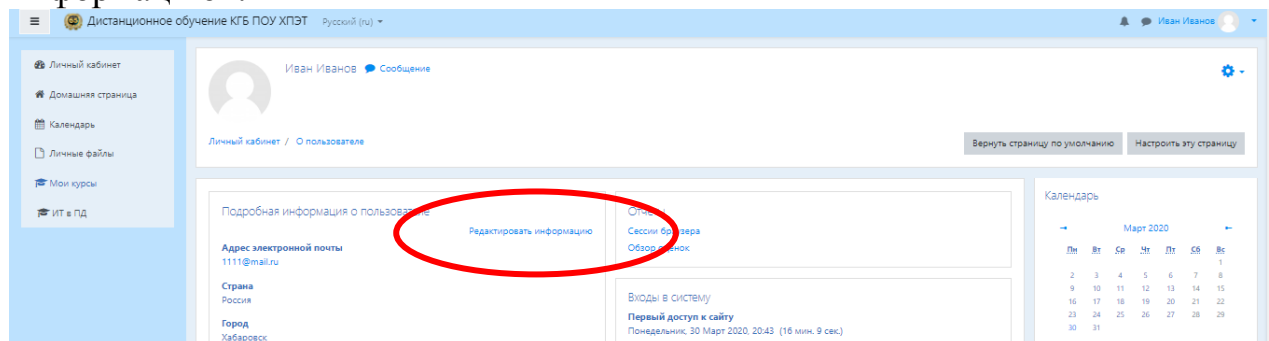 Дистанционное обучение КГБ ПОУ ХПЭТ Русский (ru)
Иван Иванов
Личный кабинет
Домашняя страница
Календарь
Личные файлы
Мои курсы
ИТ в ПД
Иван Иванов Сообщение
Личный кабинет / О пользователе
Вернуть страницу по умолчанию
Настроить эту страницу
Подробная информация о пользователе
Редактировать информацию
Адрес электронной почты
1111@mail.ru
Страна
Россия
Город
Хабаровск
Отчеты
Сессии браузера
Обзор оценок
Входы в систему
Первый доступ к сайту
Понедельник, 30 Март 2020, 20:43 (16 мин. 9 сек.)
Календарь
Март 2020
Пн Вт Ср Чт Пт Сб Вс
1
2 3 4 5 6 7 8
9 10 11 12 13 14 15
16 17 18 19 20 21 22
23 24 25 26 27 28 29
30 31